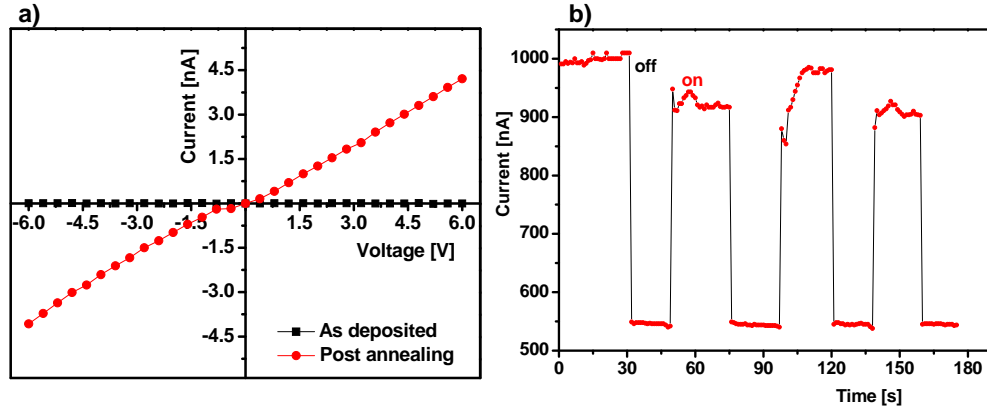 a)
Current [nA]
4.5
3.0
1.5
-6.0 -4.5 -3.0 -1.5 1.5 3.0 4.5 6.0
Voltage [V]
-1.5
-3.0
-4.5
As deposited
Post annealing
b)
Current [nA]
1000
900
800
700
600
500
off
on
0 30 60 90 120 150 180
Time [s]